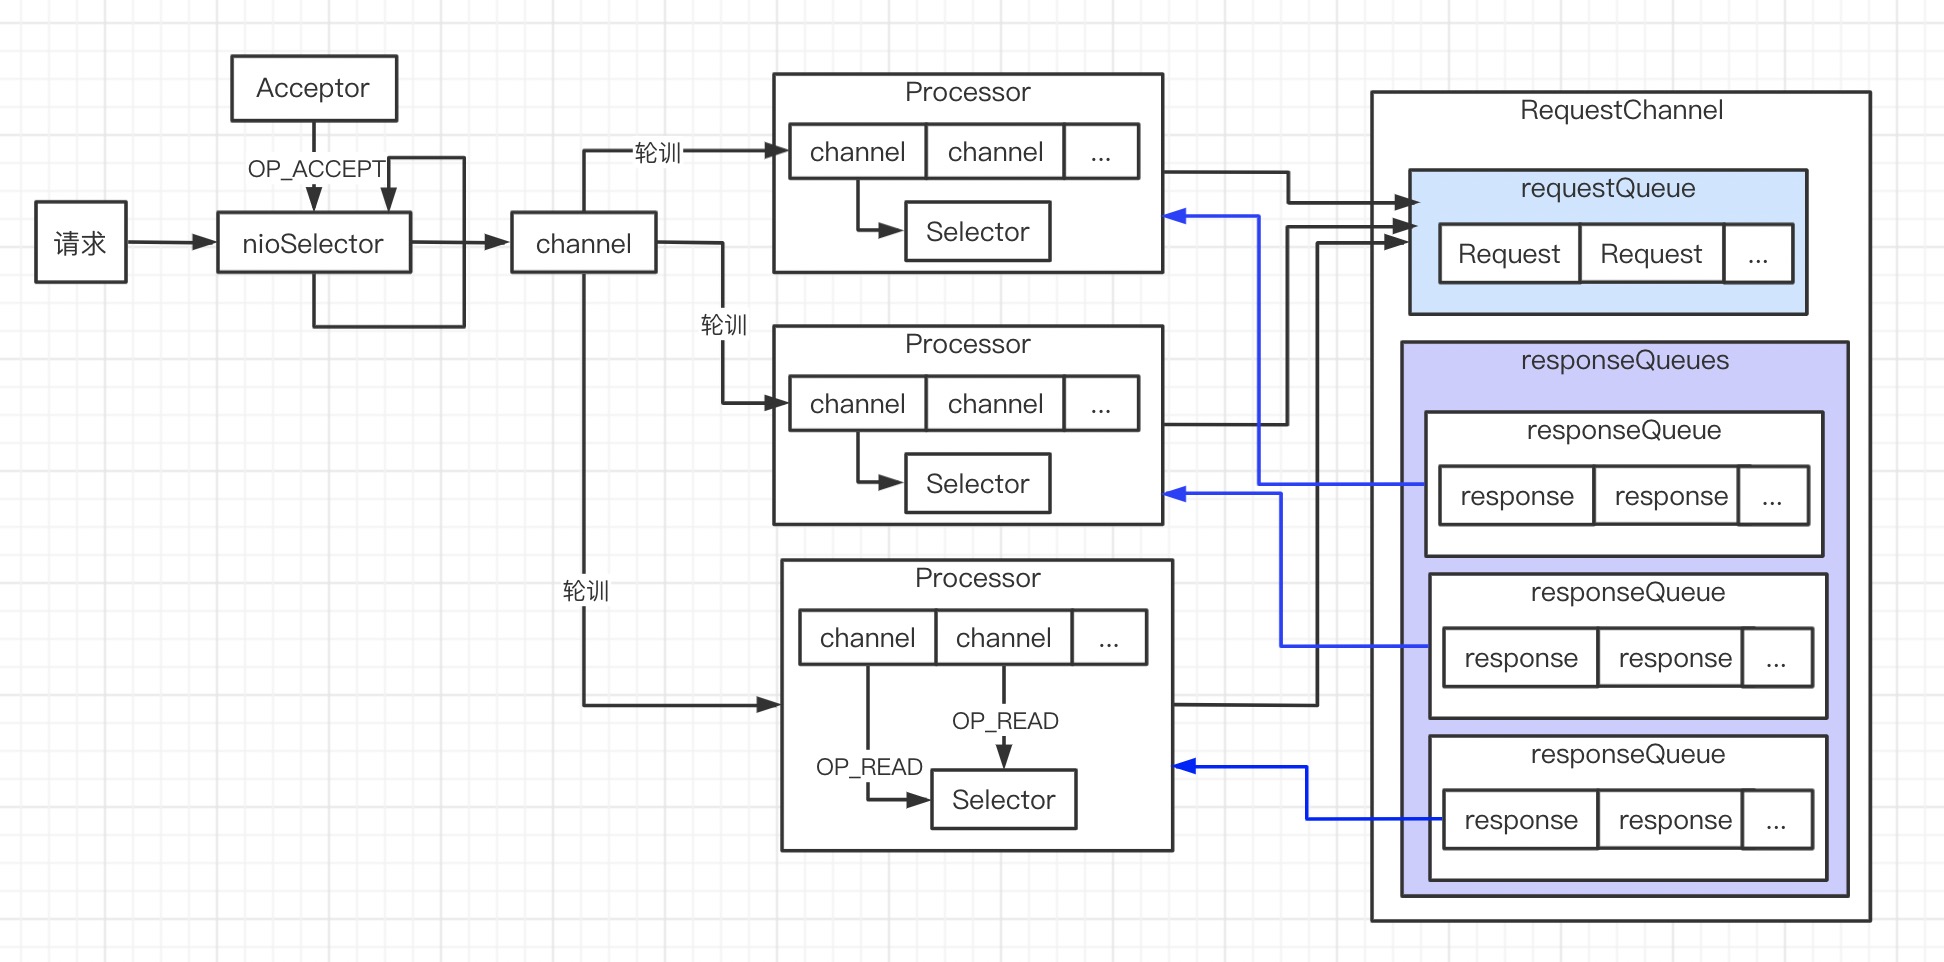 Acceptor
OP_ACCEPT
请求
nioSelector
channel
轮训
轮训
轮训
Processor
channel
channel
...
Selector
Processor
channel
channel
...
Selector
Processor
channel
channel
...
OP_READ
OP_READ
Selector
RequestChannel
requestQueue
Request
Request
...
responseQueues
responseQueue
response
response
...
responseQueue
response
response
...
responseQueue
response
response
...